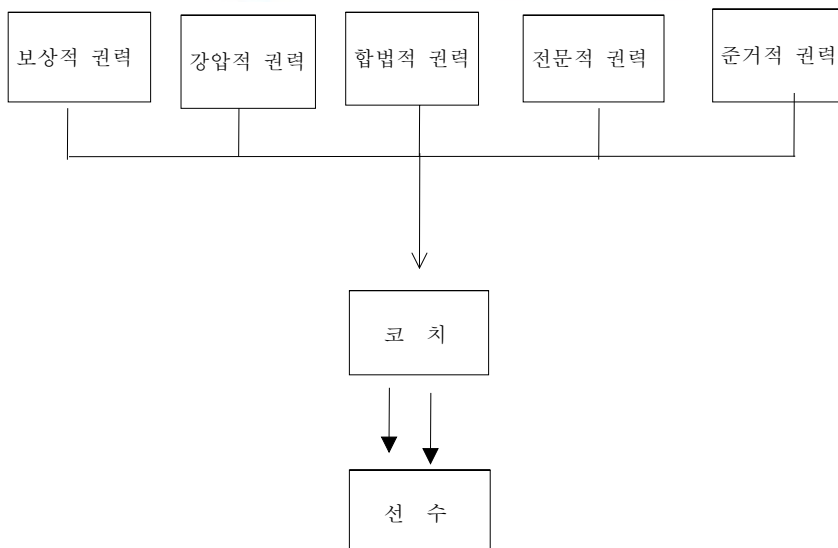 보상적 권력
강압적 권력
합법적 권력
전문적 권력
준거적 권력
코 치
선 수